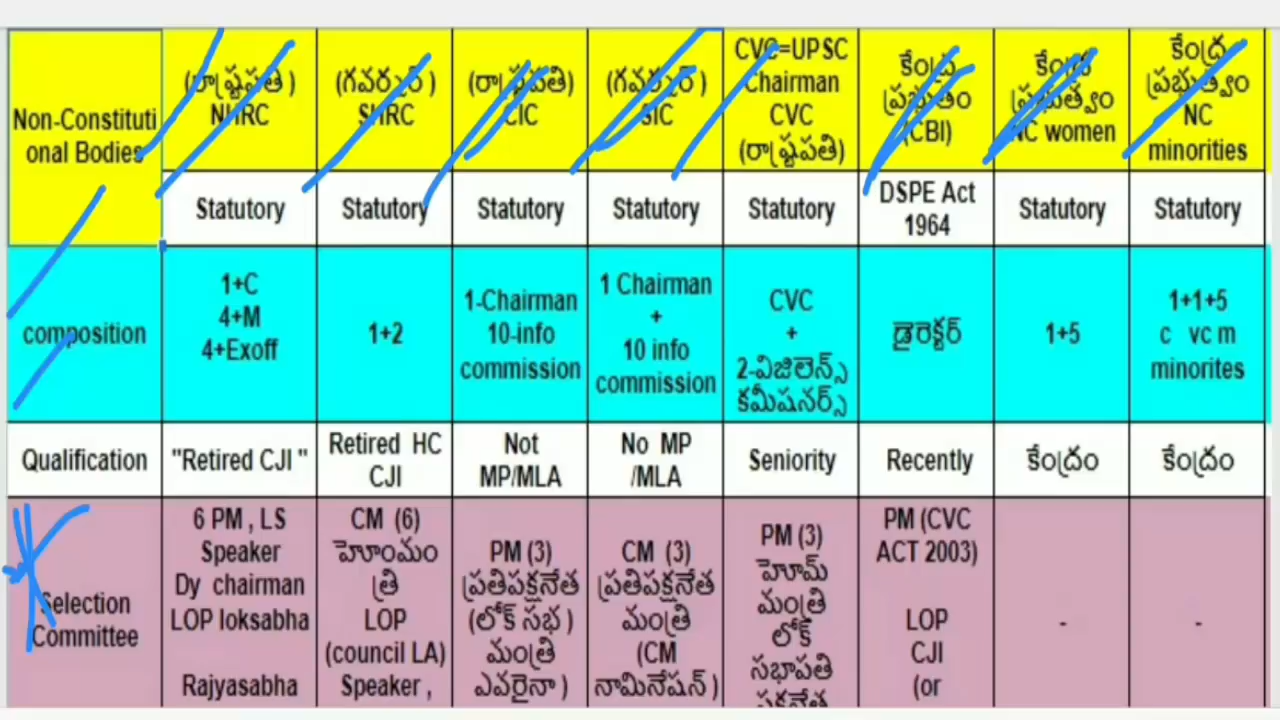 Non-Constituti
onal Bodies
(రాష్ట్రపతి)
NHRC
(గవర్నర్)
SHRC
(రాష్ట్రపతి)
CIC
(గవర్నర్)
SIC
CVC=UPSC
Chairman
CVC
(రాష్ట్రపతి)
కేంద్ర
ప్రభుత్వం
(CBI)
కేంద్ర
ప్రభుత్వం
NC women
కేంద్ర
ప్రభుత్వం
NC
minorities
Statutory
Statutory
Statutory
Statutory
Statutory
DSPE Act
1964
Statutory
Statutory
composition
1+C
4+M
4+Exoff
1+2
1-Chairman
10-info
commission
1 Chairman
+
10 info
commission
CVC
+
2-విజిలెన్స్
కమీషనర్స్
డైరెక్టర్
1+5
1+1+5
c vc m
minorites
Qualification
"Retired CJI "
Retired HC
CJI
Not
MP/MLA
No MP
/MLA
Seniority
Recently
కేంద్రం
కేంద్రం
Selection
Committee
6 PM , LS
Speaker
Dy chairman
LOP loksabha
Rajyasabha
CM (6)
హెూంమం
త్రి
LOP
(council LA)
Speaker ,
PM (3)
ప్రతిపక్షనేత
(లోక్ సభ )
మంత్రి
ఎవరైనా )
CM (3)
ప్రతిపక్షనేత
మంత్రి
(CM
నామినేషన్ )
PM (3)
హెూమ్
మంత్రి
లోక్
సభాపతి
PM (CVC
ACT 2003)
LOP
CJI
(or
-
-